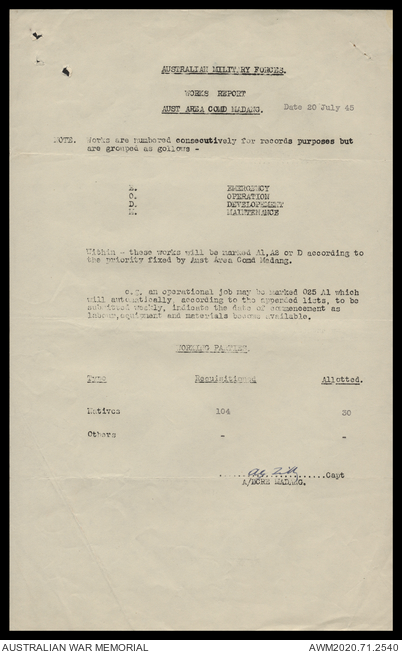 AUSTRALIAN MILITARY FORCES.
WORKS REPORT
AUST AREA COMD MADANG. Date 20 July 45
NOTE. Works are numbered consecutively for records purposes but
are grouped as gollows -
E. EMERGENCY
O. OPERATION
D. DEVELOPEMENT
M. MAINTENANCE
Within - these works will be marked A1,A2 or D according to
the priority fixed by Aust Area Comd Madang.
e.g. an operational job may be marked O25 A1 which
will automatically, according to the appended lists, to be
submitted weekly, indicate the date of commencement as
labour,equipment and materials become available.
WORKING PARTIES.
TYPE Requisitioned Allotted.
Natives 104 30
Others - -
Capt
A/DCRE MADANG.
AUSTRALIAN WAR MEMORIAL AWM2020.71.2540